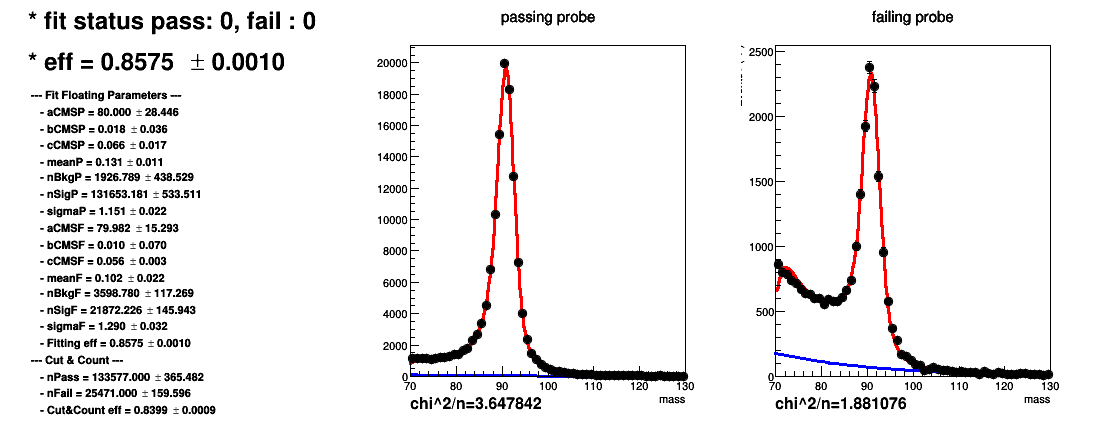 * fit status pass: 0, fail : 0
* eff = 0.8575 ± 0.0010
--- Fit Floating Parameters ---
- aCMSP = 80.000 ± 28.446
- bCMSP = 0.018 ± 0.036
- cCMSP = 0.066 ± 0.017
- meanP = 0.131 ± 0.011
- nBkgP = 1926.789 ± 438.529
- nSigP = 131653.181 ± 533.511
- sigmaP = 1.151 ± 0.022
- aCMSF = 79.982 ± 15.293
- bCMSF = 0.010 ± 0.070
- cCMSF = 0.056 ± 0.003
- meanF = 0.102 ± 0.022
- nBkgF = 3598.780 ± 117.269
- nSigF = 21872.226 ± 145.943
- sigmaF = 1.290 ± 0.032
- Fitting eff = 0.8575 ± 0.0010
--- Cut & Count ---
- nPass = 133577.000 ± 365.482
- nFail = 25471.000 ± 159.596
- Cut&Count eff = 0.8399 ± 0.0009
passing probe
20000
18000
16000
14000
12000
10000
8000
6000
4000
2000
0
70 80 90 100 110 120 130
mass
chi^2/n=3.647842
failing probe
2500
2000
1500
1000
500
0
70 80 90 100 110 120 130
mass
chi^2/n=1.881076